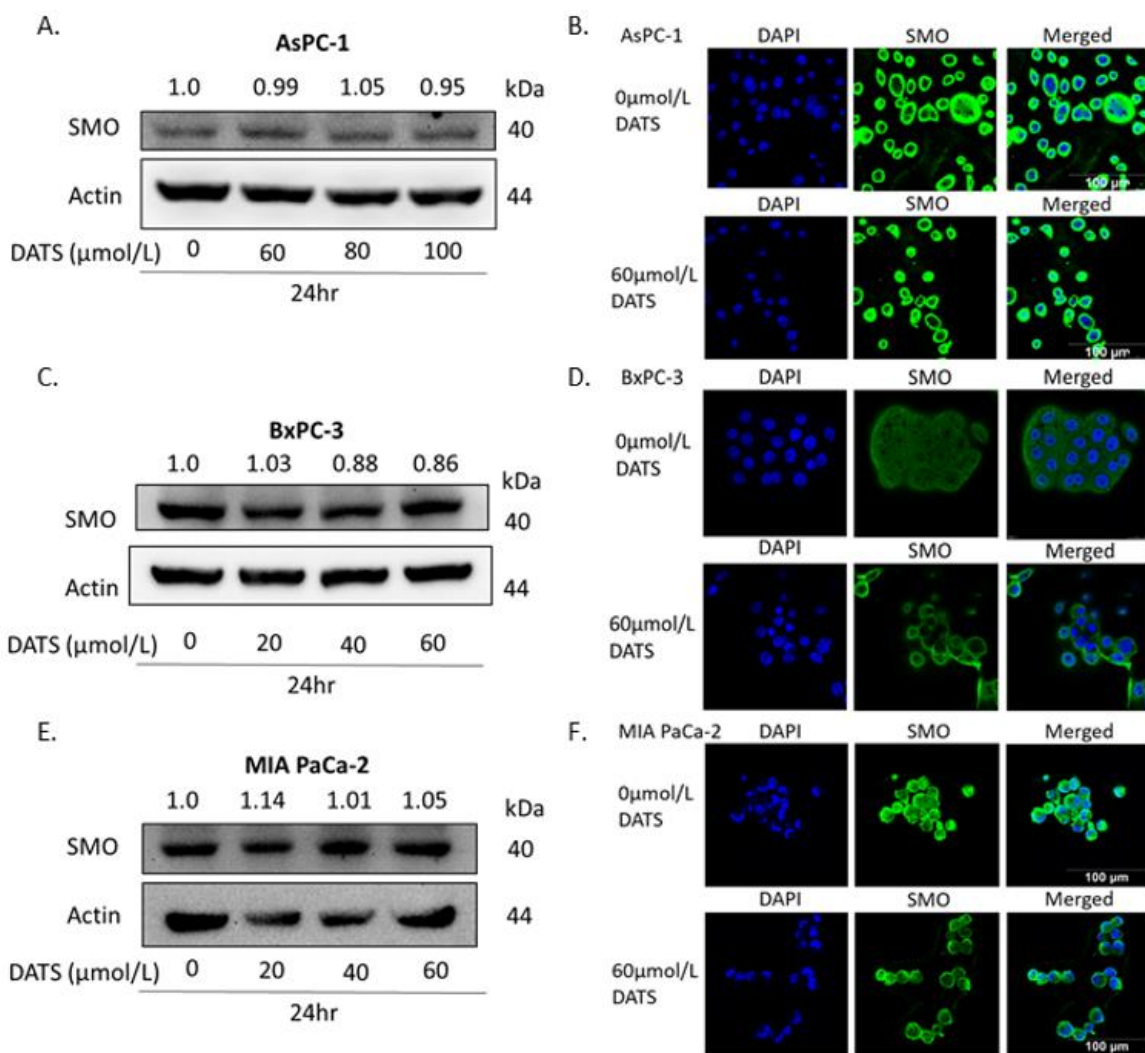 A.
AsPC-1
1.0 0.99 1.05 0.95 kDa
SMO 40
Actin 44
DATS (μmol/L) 0 60 80 100
24hr
B.
AsPC-1 DAPI SMO Merged
0μmol/L
DATS
100 μm
DAPI SMO Merged
60μmol/L
DATS
100 μm
C.
BxPC-3
1.0 1.03 0.88 0.86
kDa
SMO 40
Actin 44
DATS (μmol/L) 0 20 40 60
24hr
D.
BxPC-3 DAPI SMO Merged
0μmol/L
DATS
DAPI SMO Merged
60μmol/L
DATS
E.
MIA PaCa-2
1.0 1.14 1.01 1.05 kDa
SMO 40
Actin 44
DATS (μmol/L) 0 20 40 60
24hr
F.
MIA PaCa-2 DAPI SMO Merged
0μmol/L
DATS
100 μm
DAPI SMO Merged
60μmol/L
DATS
100 μm